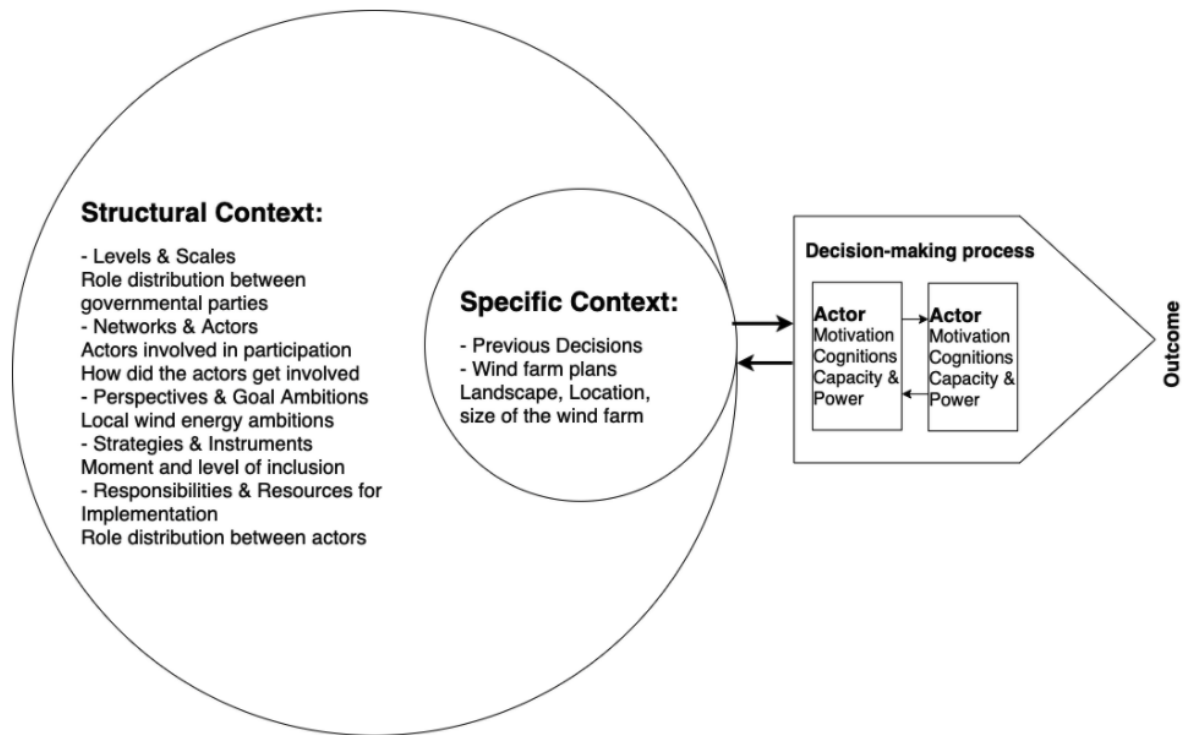 Structural Context:
- Levels & Scales
Role distribution between
governmental parties
- Networks & Actors
Actors involved in participation
How did the actors get involved
- Perspectives & Goal Ambitions
Local wind energy ambitions
- Strategies & Instruments
Moment and level of inclusion
- Responsibilities & Resources for
Implementation
Role distribution between actors
Specific Context:
- Previous Decisions
- Wind farm plans
Landscape, Location,
size of the wind farm
Decision-making process
Actor
Motivation
Cognitions
Capacity &
Power
Actor
Motivation
Cognitions
Capacity &
Power
Outcome